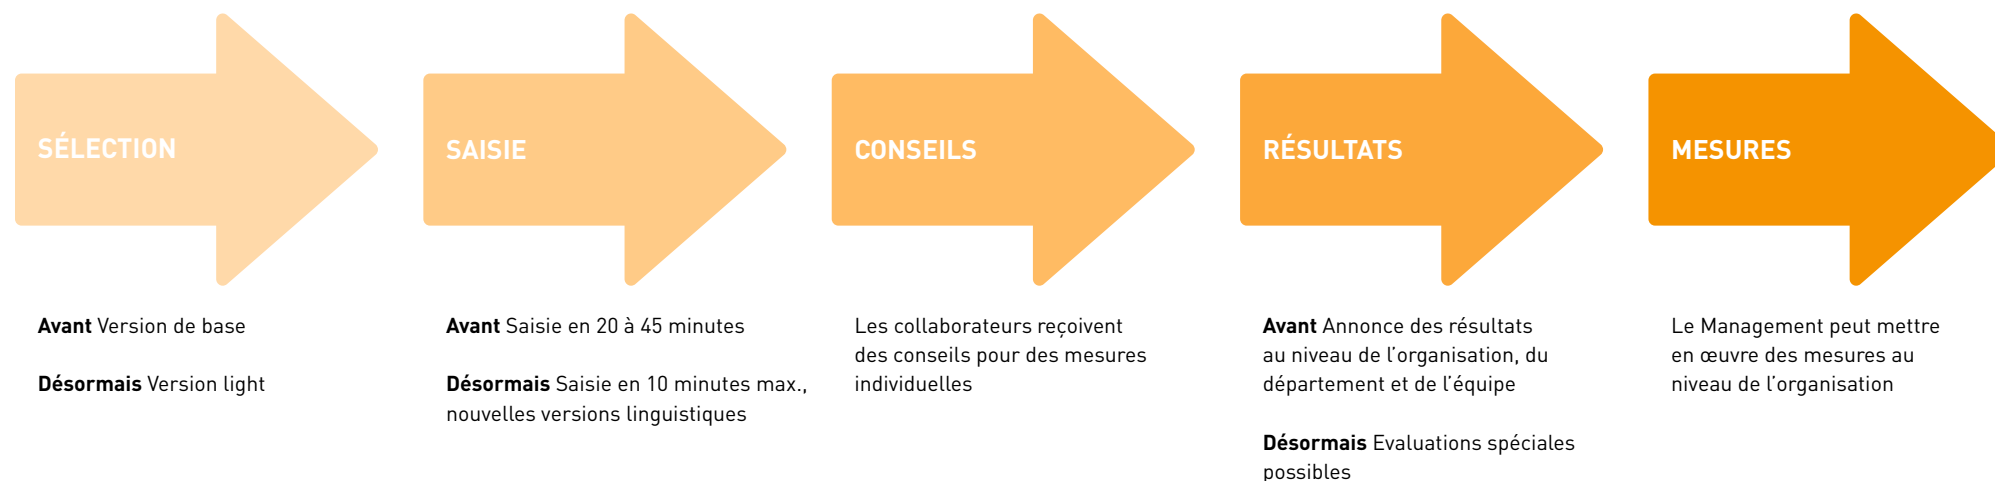 SÉLECTION
Avant Version de base
Désormais Version light
SAISIE
Avant Saisie en 20 à 45 minutes
Désormais Saisie en 10 minutes max.,
nouvelles versions linguistiques
CONSEILS
Les collaborateurs reçoivent
des conseils pour des mesures
individuelles
RÉSULTATS
Avant Annonce des résultats
au niveau de l’organisation, du
département et de l’équipe
Désormais Evaluations spéciales
possibles
MESURES
Le Management peut mettre
en œuvre des mesures au
niveau de l’organisation